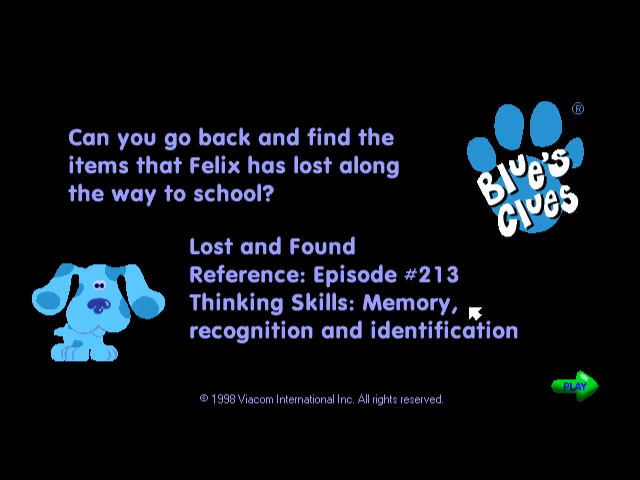 Can you go back and find the
items that Felix has lost along
the way to school?
Blue's
Clues
®
Lost and Found
Reference: Episode #213
Thinking Skills: Memory,
recognition and identification
PLAY
© 1998 Viacom International Inc. All rights reserved.